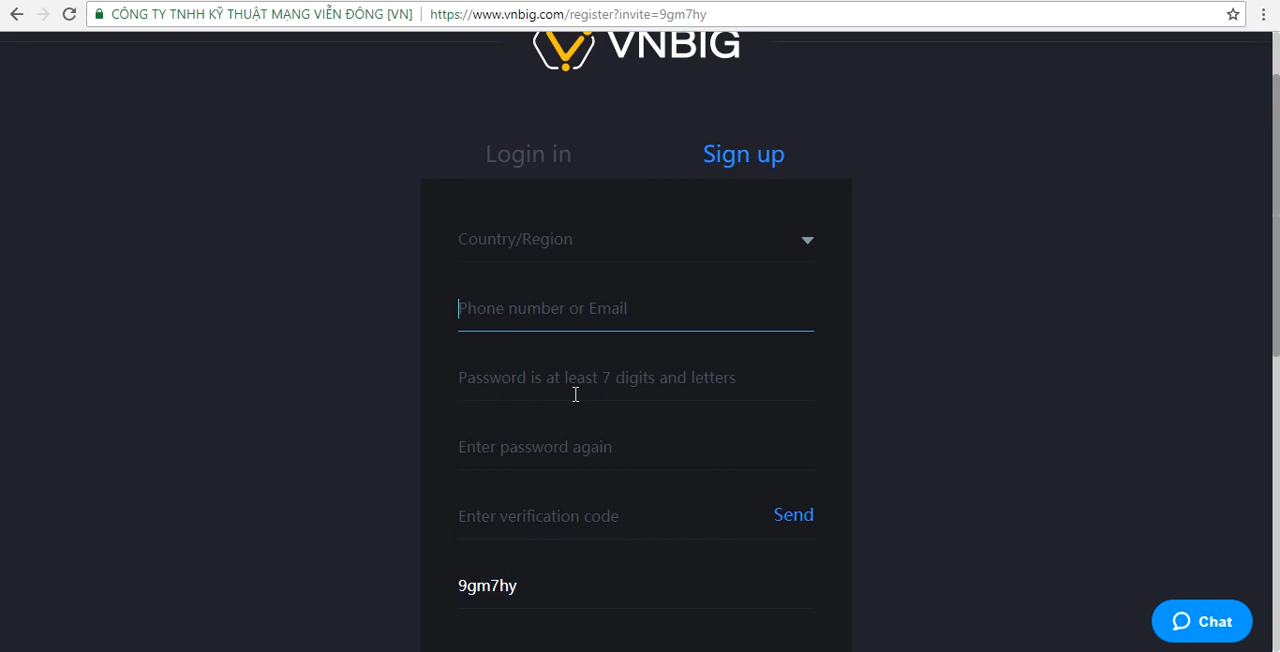 CÔNG TY TNHH KỸ THUẬT MẠNG VIỄN ĐÔNG [VN] https://www.vnbig.com/register?invite=9gm7hy
VNBIG
Login in Sign up
Country/Region
Phone number or Email
Password is at least 7 digits and letters
Enter password again
Enter verification code Send
9gm7hy
Chat